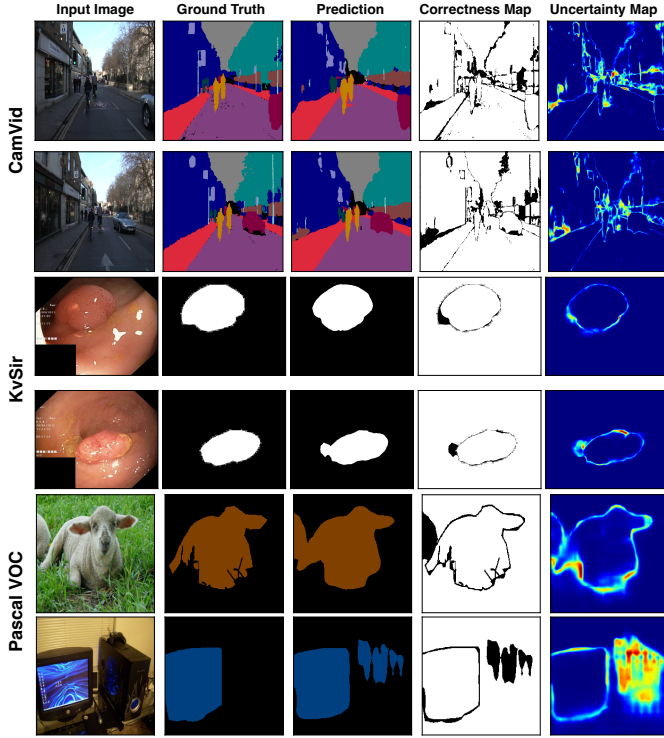 Input Image Ground Truth Prediction Correctness Map Uncertainty Map
CamVid
KvSir
Pascal VOC